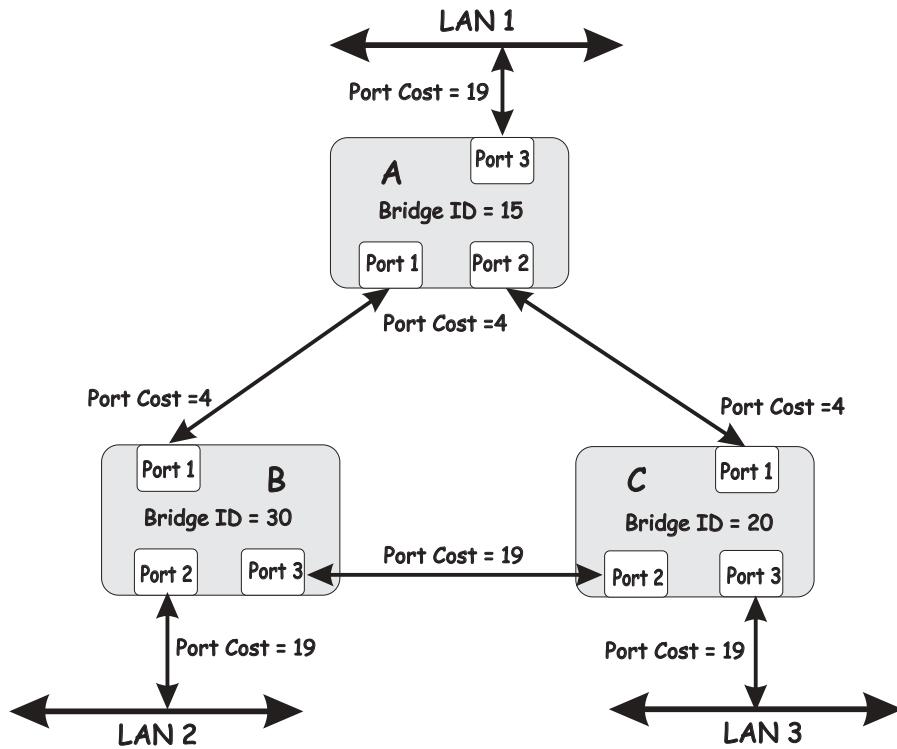 LAN 1
Port Cost = 19
Port 3
A
Bridge ID = 15
Port 1
Port 2
Port Cost =4
Port Cost =4
Port Cost =4
Port 1
B
Bridge ID = 30
Port 2
Port 3
Port Cost = 19
Port 1
C
Bridge ID = 20
Port 2
Port 3
Port Cost = 19
Port Cost = 19
LAN 2
LAN 3